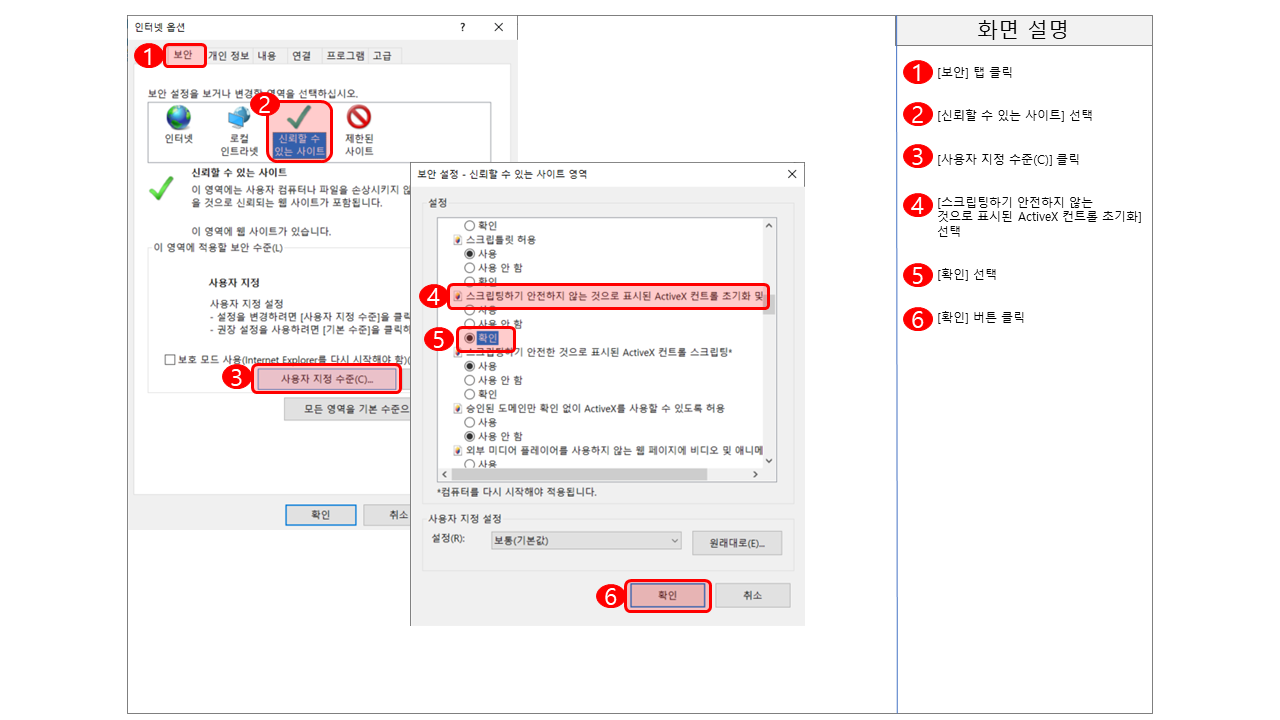 인터넷 옵션
?
1
보안
개인 정보
내용
연결
프로그램
고급
보안 설정을 보거나 변경할 영역을 선택하십시오.
2
인터넷
로컬
인트라넷
신뢰할 수
있는 사이트
제한된
사이트
신뢰할 수 있는 사이트
이 영역에는 사용자 컴퓨터나 파일을 손상시키지 않
을 것으로 신뢰되는 웹 사이트가 포함됩니다.
이 영역에 웹 사이트가 있습니다.
이 영역에 적용할 보안 수준(L)
사용자 지정
사용자 지정 설정
- 설정을 변경하려면 [사용자 지정 수준]을 클릭
- 권장 설정을 사용하려면 [기본 수준]을 클릭하
보호 모드 사용(Internet Explorer를 다시 시작해야 함)(
3
사용자 지정 수준(C)...
모든 영역을 기본 수준으
확인
취소
보안 설정 - 신뢰할 수 있는 사이트 영역
설정
확인
스크립틀릿 허용
사용
사용 안 함
확인
4
스크립팅하기 안전하지 않는 것으로 표시된 ActiveX 컨트롤 초기화 및
사용
사용 안 함
5
확인
스크립팅하기 안전한 것으로 표시된 ActiveX 컨트롤 스크립팅*
사용
사용 안 함
확인
승인된 도메인만 확인 없이 ActiveX를 사용할 수 있도록 허용
사용
사용 안 함
외부 미디어 플레이어를 사용하지 않는 웹 페이지에 비디오 및 애니메
사용
*컴퓨터를 다시 시작해야 적용됩니다.
사용자 지정 설정
설정(R):
보통(기본값)
원래대로(E)...
6
확인
취소
화면 설명
1 [보안] 탭 클릭
2 [신뢰할 수 있는 사이트] 선택
3 [사용자 지정 수준(C)] 클릭
4 [스크립팅하기 안전하지 않는
것으로 표시된 ActiveX 컨트롤 초기화]
선택
5 [확인] 선택
6 [확인] 버튼 클릭